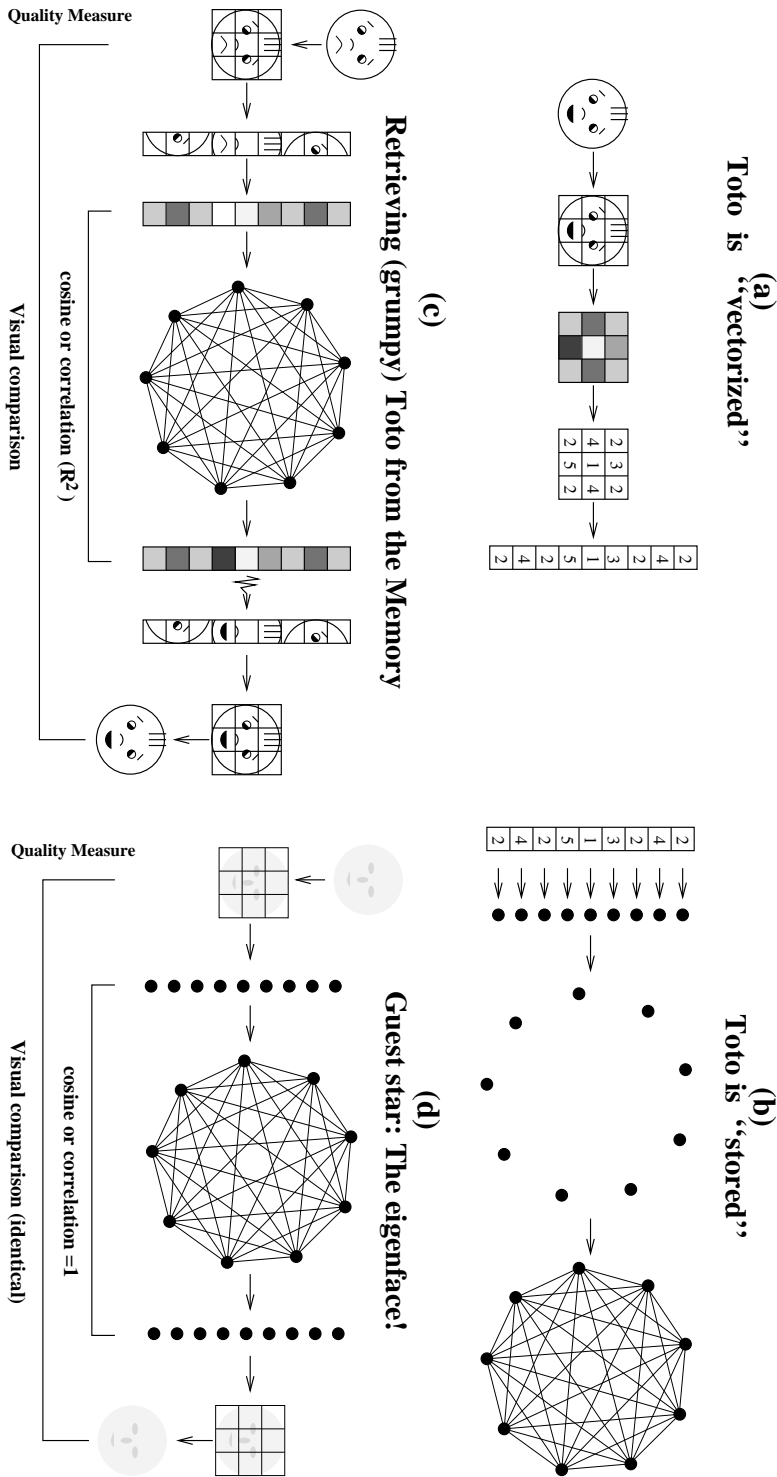 (a)
Toto is "vectorized"
2 3 2
4 1 4
2 5 2
2
4
2
3
1
5
2
4
2
(b)
Toto is "stored"
2
4
2
3
1
5
2
4
2
(c)
Retrieving (grumpy) Toto from the Memory
cosine or correlation (R²)
Visual comparison
Quality Measure
(d)
Guest star: The eigenface!
cosine or correlation =1
Visual comparison (identical)
Quality Measure